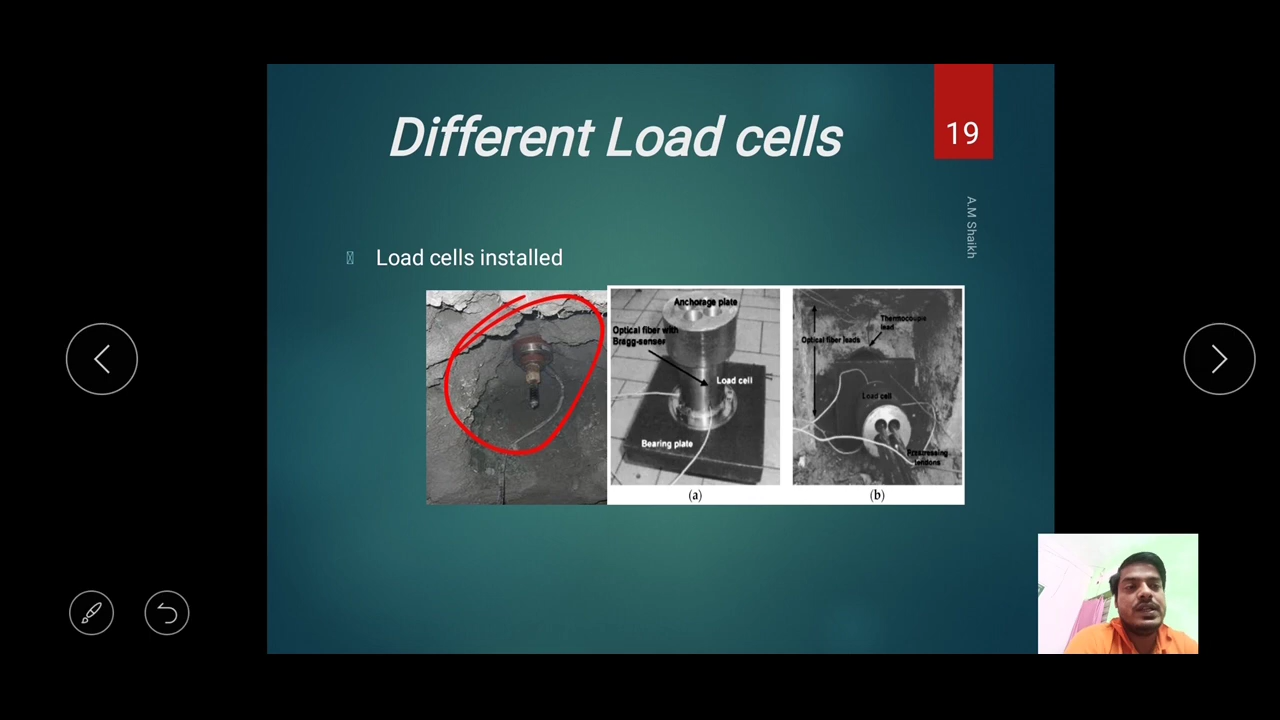 Different Load cells
19
A.M Shaikh
Load cells installed
Anchorage plate
Optical fiber with
Bragg-sensor
Load cell
Bearing plate
(a)
Thermocouple
lead
Optical fiber leads
Load cell
Prestressing
tendons
(b)